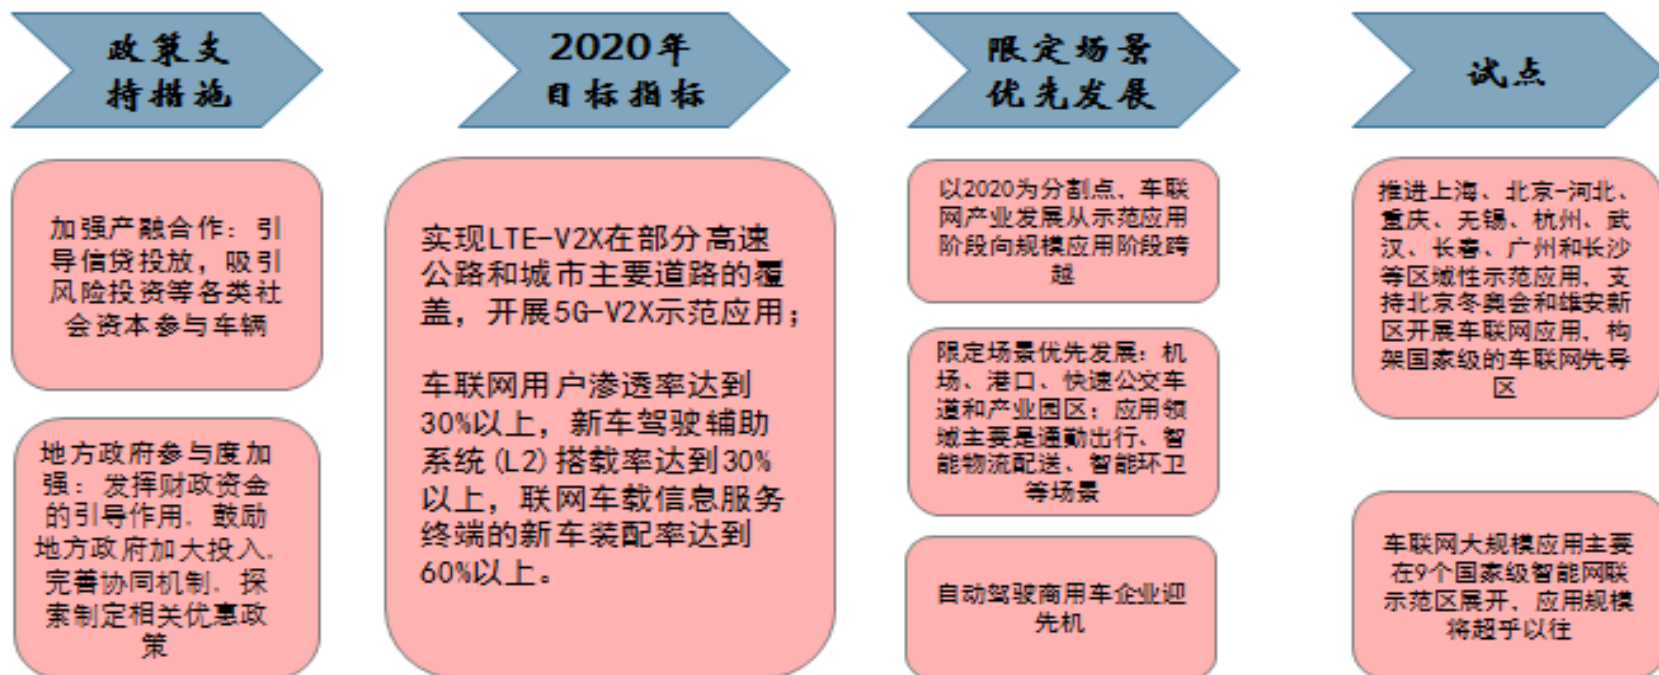 政策支
持措施
加强产融合作：引
导信贷投放，吸引
风险投资等各类社
会资本参与车辆
地方政府参与度加
强：发挥财政资金
的引导作用，鼓励
地方政府加大投入，
完善协同机制，探
索制定相关优惠政
策
2020年
目标指标
实现LTE-V2X在部分高速
公路和城市主要道路的覆
盖，开展5G-V2X示范应用；
车联网用户渗透率达到
30%以上，新车驾驶辅助
系统(L2)搭载率达到30%
以上，联网车载信息服务
终端的新车装配率达到
60%以上。
限定场景
优先发展
以2020为分割点，车联
网产业发展从示范应用
阶段向规模应用阶段跨
越
限定场景优先发展：机
场、港口、快速公交车
道和产业园区；应用领
域主要是通勤出行、智
能物流配送、智能环卫
等场景
自动驾驶商用车企业迎
先机
试点
推进上海、北京-河北、
重庆、无锡、杭州、武
汉、长春、广州和长沙
等区域性示范应用，支
持北京冬奥会和雄安新
区开展车联网应用，构
架国家级的车联网先导
区
车联网大规模应用主要
在9个国家级智能网联
示范区展开，应用规模
将超乎以往